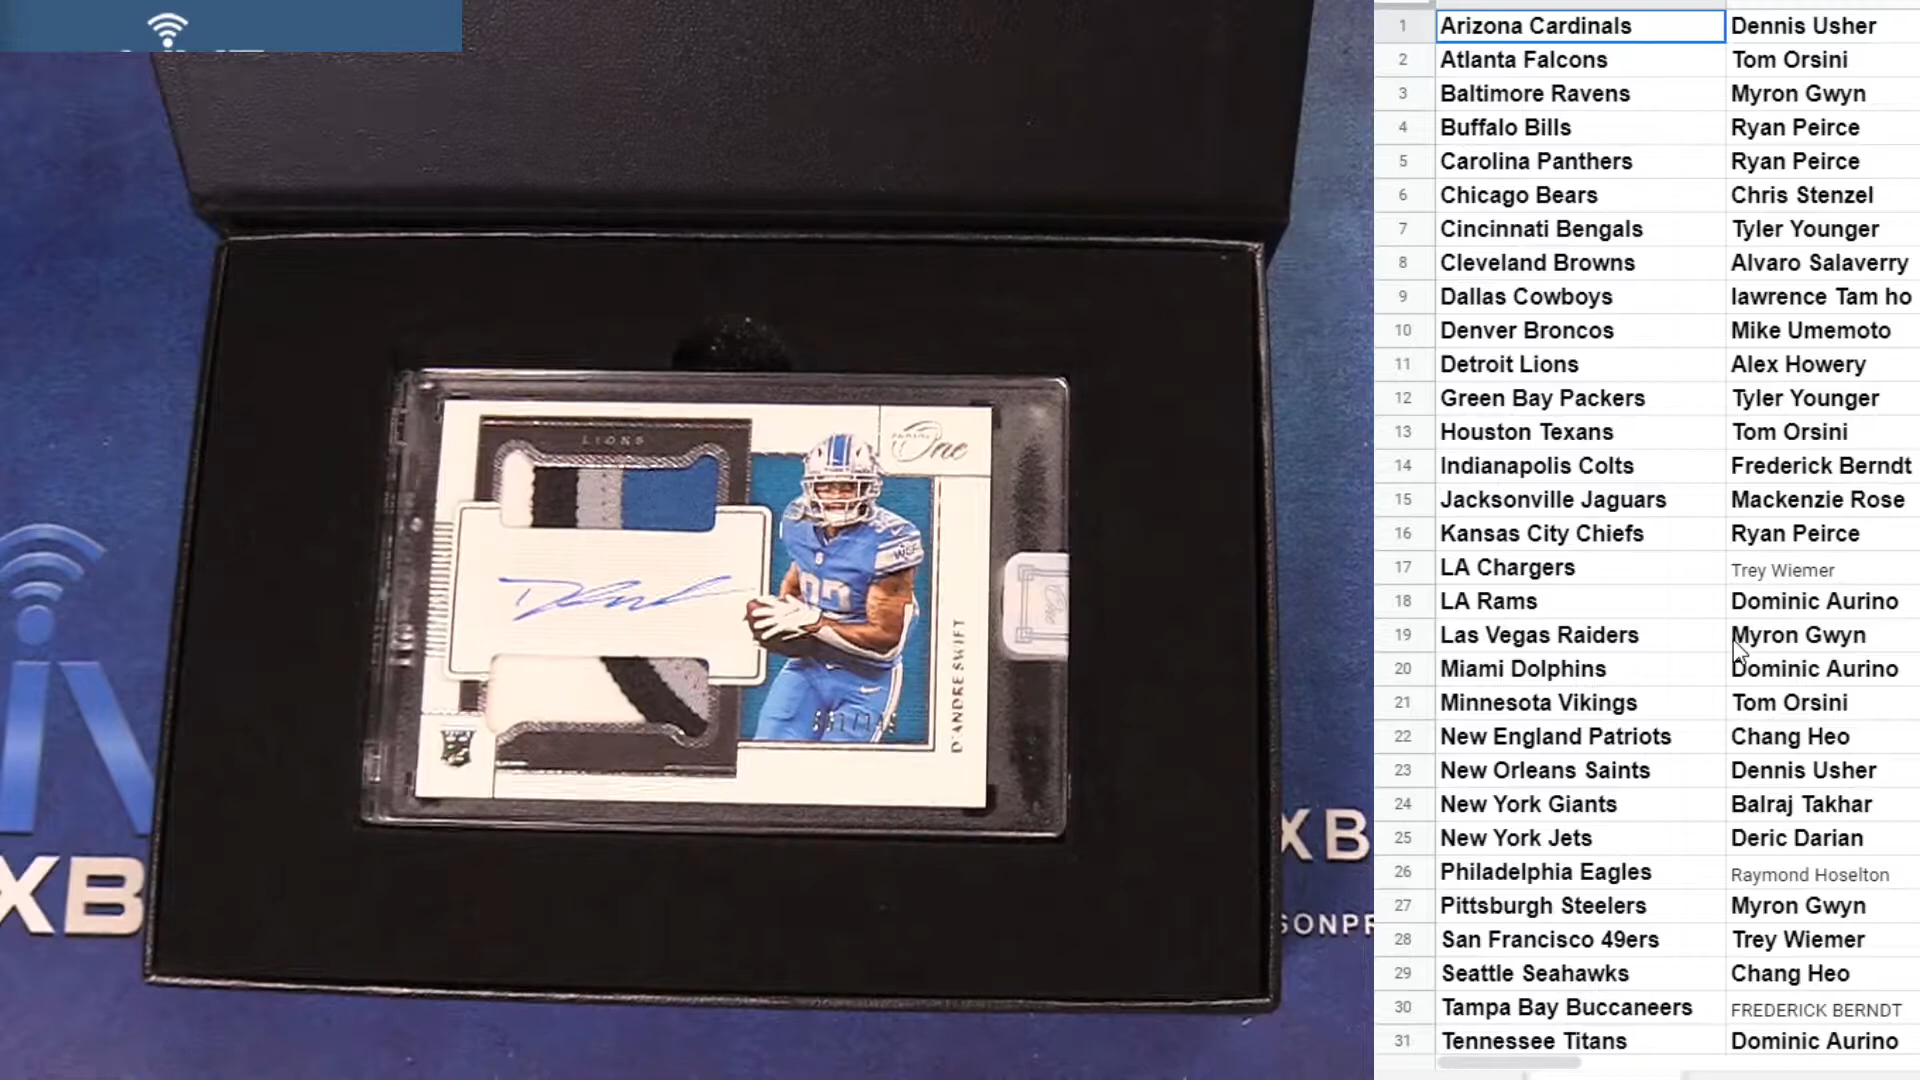 LIONS
PANINI
One
D'ANDRE SWIFT
XB
XB
SONPR
1 Arizona Cardinals Dennis Usher
2 Atlanta Falcons Tom Orsini
3 Baltimore Ravens Myron Gwyn
4 Buffalo Bills Ryan Peirce
5 Carolina Panthers Ryan Peirce
6 Chicago Bears Chris Stenzel
7 Cincinnati Bengals Tyler Younger
8 Cleveland Browns Alvaro Salaverry
9 Dallas Cowboys lawrence Tam ho
10 Denver Broncos Mike Umemoto
11 Detroit Lions Alex Howery
12 Green Bay Packers Tyler Younger
13 Houston Texans Tom Orsini
14 Indianapolis Colts Frederick Berndt
15 Jacksonville Jaguars Mackenzie Rose
16 Kansas City Chiefs Ryan Peirce
17 LA Chargers Trey Wiemer
18 LA Rams Dominic Aurino
19 Las Vegas Raiders Myron Gwyn
20 Miami Dolphins Dominic Aurino
21 Minnesota Vikings Tom Orsini
22 New England Patriots Chang Heo
23 New Orleans Saints Dennis Usher
24 New York Giants Balraj Takhar
25 New York Jets Deric Darian
26 Philadelphia Eagles Raymond Hoselton
27 Pittsburgh Steelers Myron Gwyn
28 San Francisco 49ers Trey Wiemer
29 Seattle Seahawks Chang Heo
30 Tampa Bay Buccaneers FREDERICK BERNDT
31 Tennessee Titans Dominic Aurino